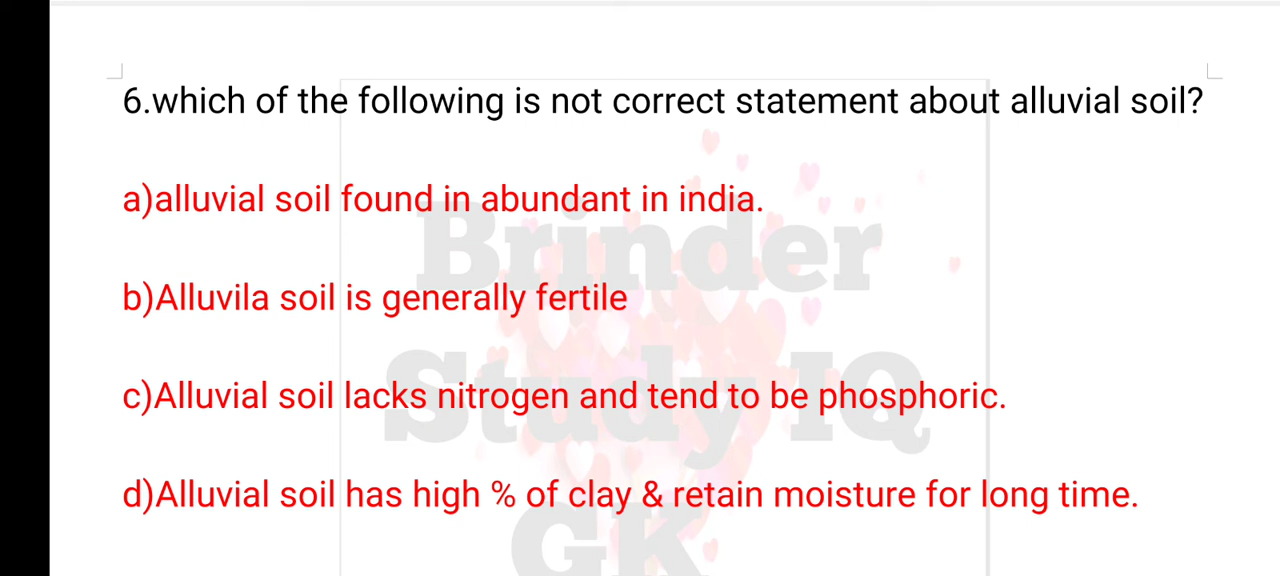 6.which of the following is not correct statement about alluvial soil?
a)alluvial soil found in abundant in india.
b)Alluvila soil is generally fertile
c)Alluvial soil lacks nitrogen and tend to be phosphoric.
d)Alluvial soil has high % of clay & retain moisture for long time.
Brinder
Study IQ
GK